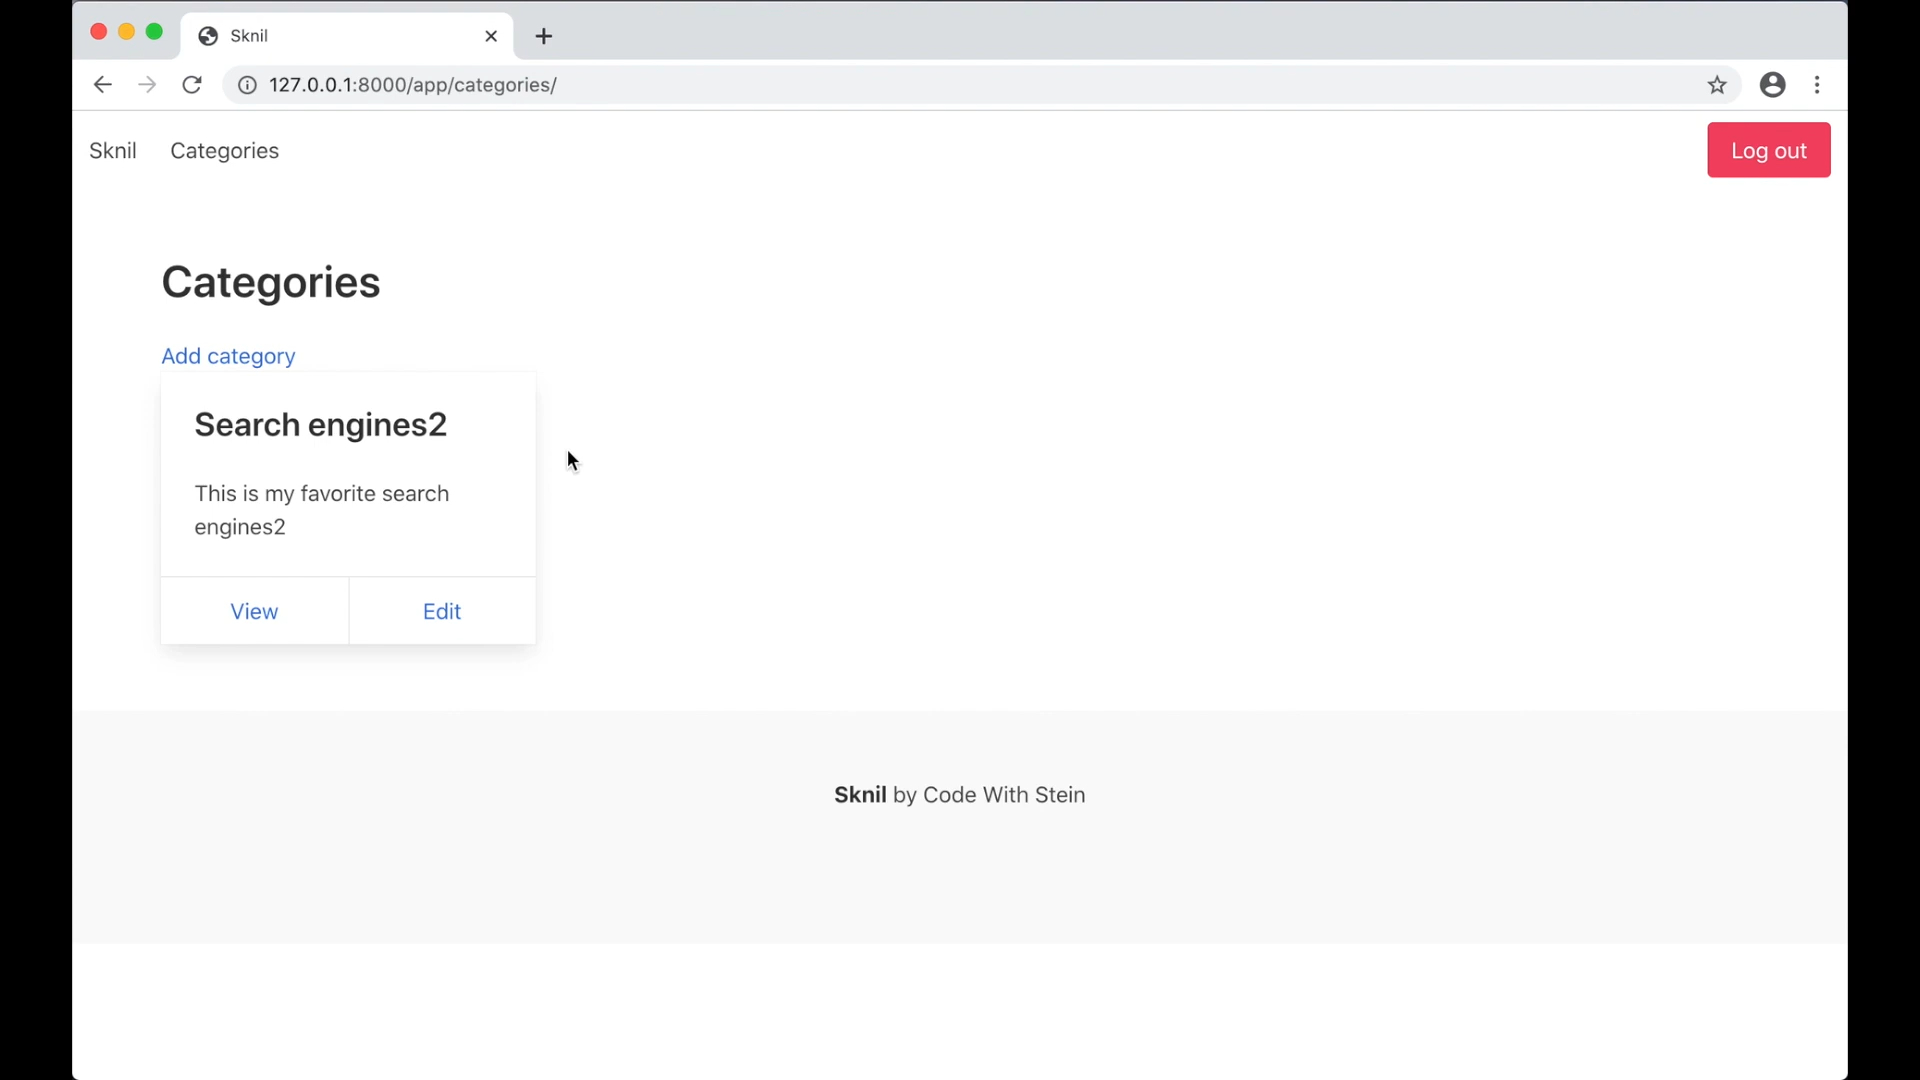 Sknil
127.0.0.1:8000/app/categories/
Sknil Categories Log out
Categories
Add category
Search engines2
This is my favorite search
engines2
View Edit
Sknil by Code With Stein